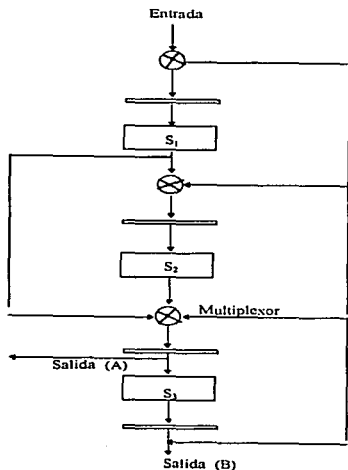 Entrada
S₁
S₂
Multiplexor
Salida (A)
S₃
Salida (B)